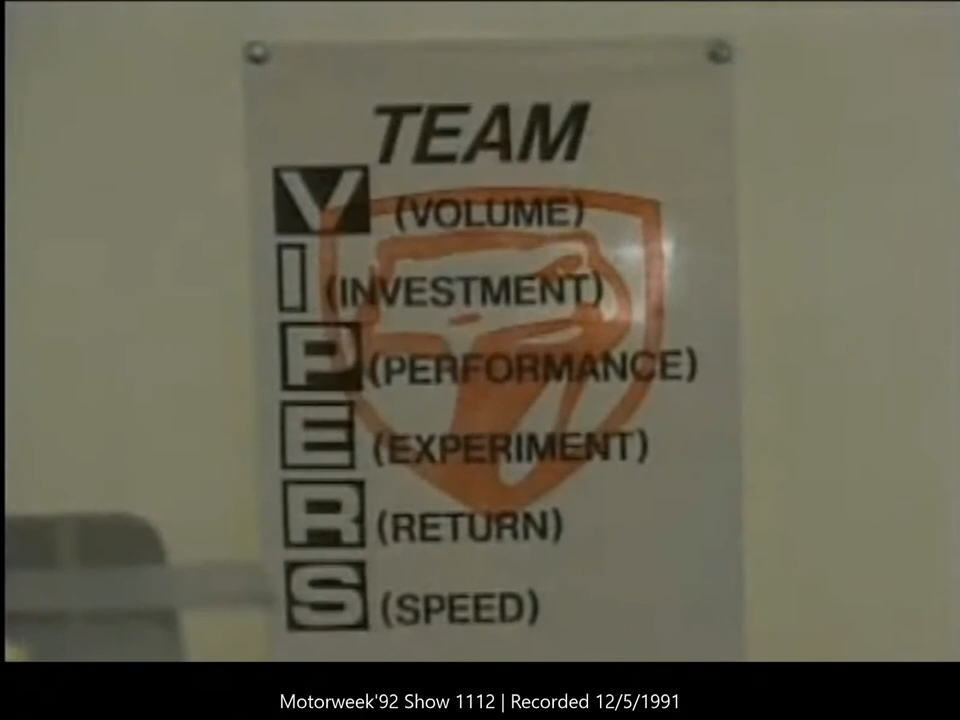 TEAM
V (VOLUME)
I (INVESTMENT)
P (PERFORMANCE)
E (EXPERIMENT)
R (RETURN)
S (SPEED)
Motorweek'92 Show 1112 | Recorded 12/5/1991